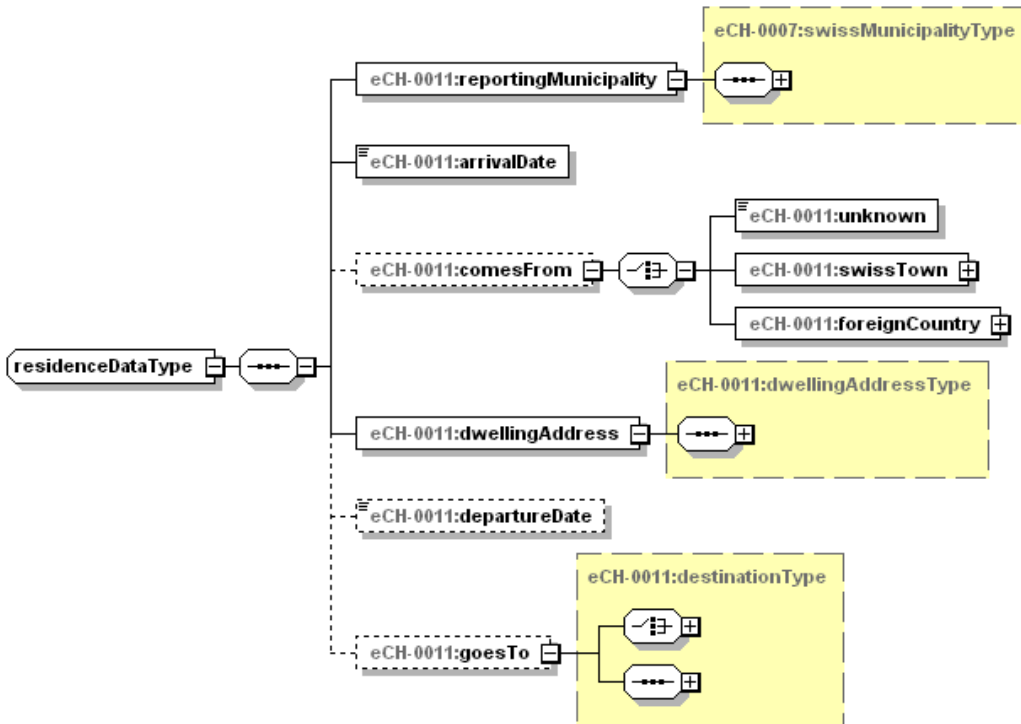 eCH-0007:swissMunicipalityType
eCH-0011:reportingMunicipality
eCH-0011:arrivalDate
eCH-0011:unknown
eCH-0011:comesFrom
eCH-0011:swissTown
eCH-0011:foreignCountry
residenceDataType
eCH-0011:dwellingAddressType
eCH-0011:dwellingAddress
eCH-0011:departureDate
eCH-0011:destinationType
eCH-0011:goesTo